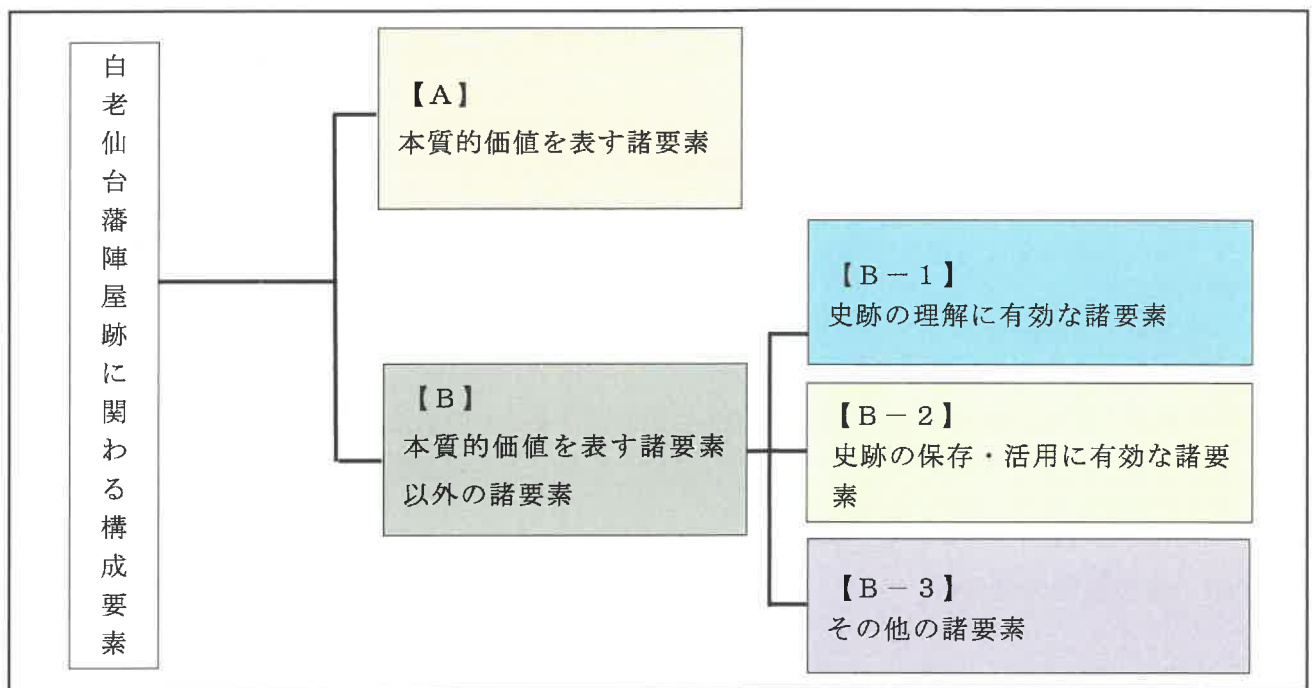 白老仙台藩陣屋跡に関わる構成要素
【A】
本質的価値を表す諸要素
【B】
本質的価値を表す諸要素
以外の諸要素
【B－1】
史跡の理解に有効な諸要素
【B－2】
史跡の保存・活用に有効な諸要
素
【B－3】
その他の諸要素